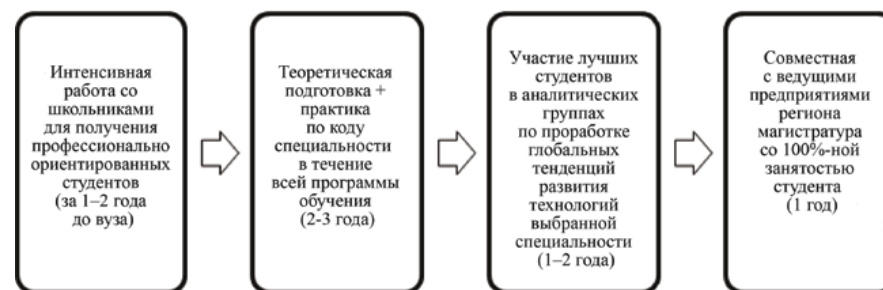 Интенсивная
работа со
школьниками
для получения
профессионально
ориентированных
студентов
(за 1–2 года
до вуза)
Теоретическая
подготовка +
практика
по коду
специальности
в течение
всей программы
обучения
(2-3 года)
Участие лучших
студентов
в аналитических
группах
по проработке
глобальных
тенденций
развития
технологий
выбранной
специальности
(1–2 года)
Совместная
с ведущими
предприятиями
региона
магистратура
со 100%-ной
занятостью
студента
(1 год)